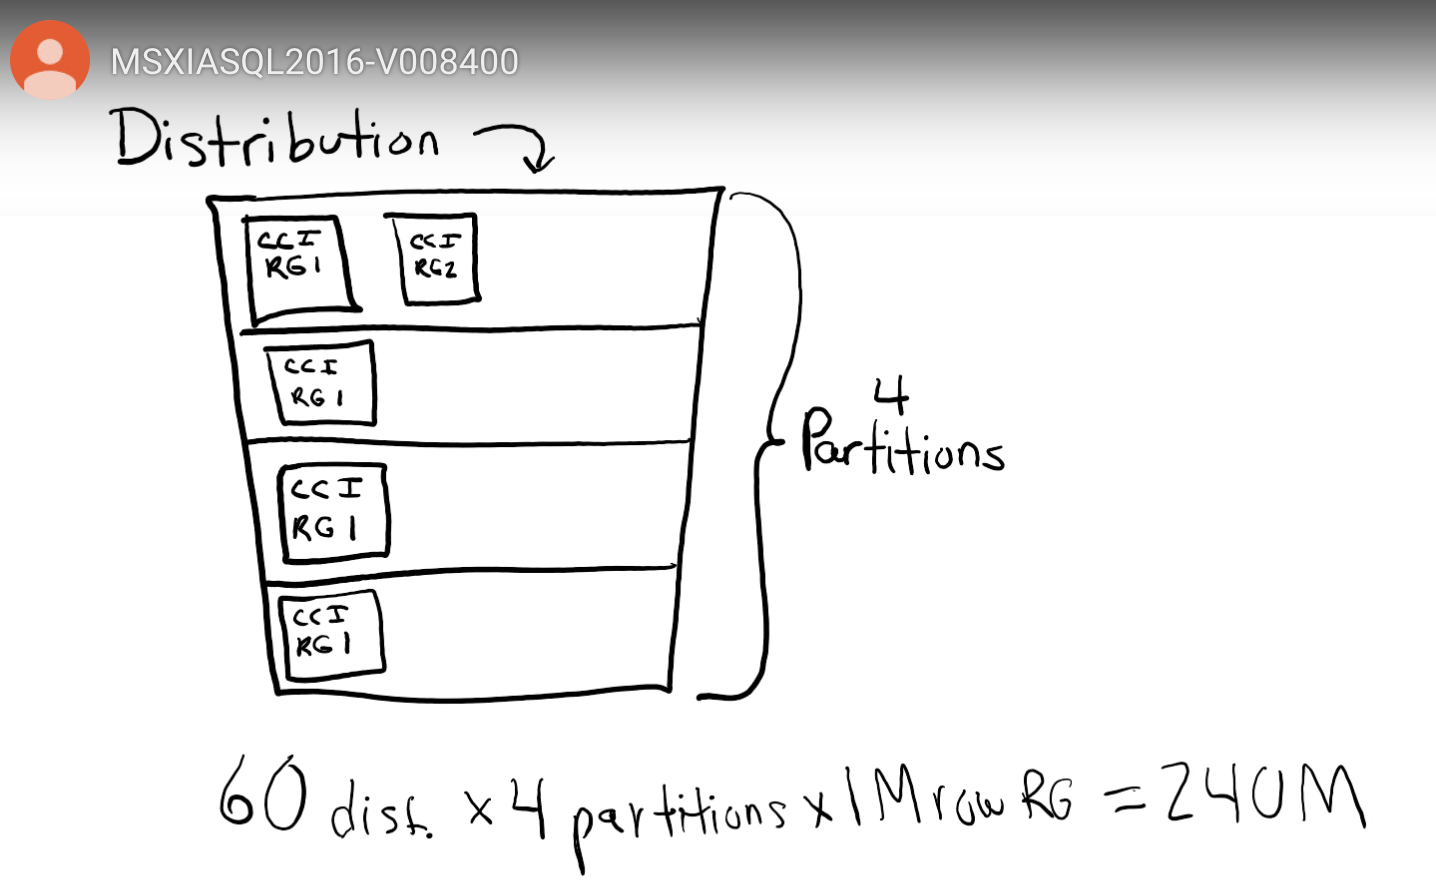 MSXIASQL2016-V008400
Distribution
CCI
RG1
CCI
RG2
CCI
RG1
4
Partitions
CCI
RG1
CCI
RG1
60 dist. x 4 partitions x 1M row RG = 240M